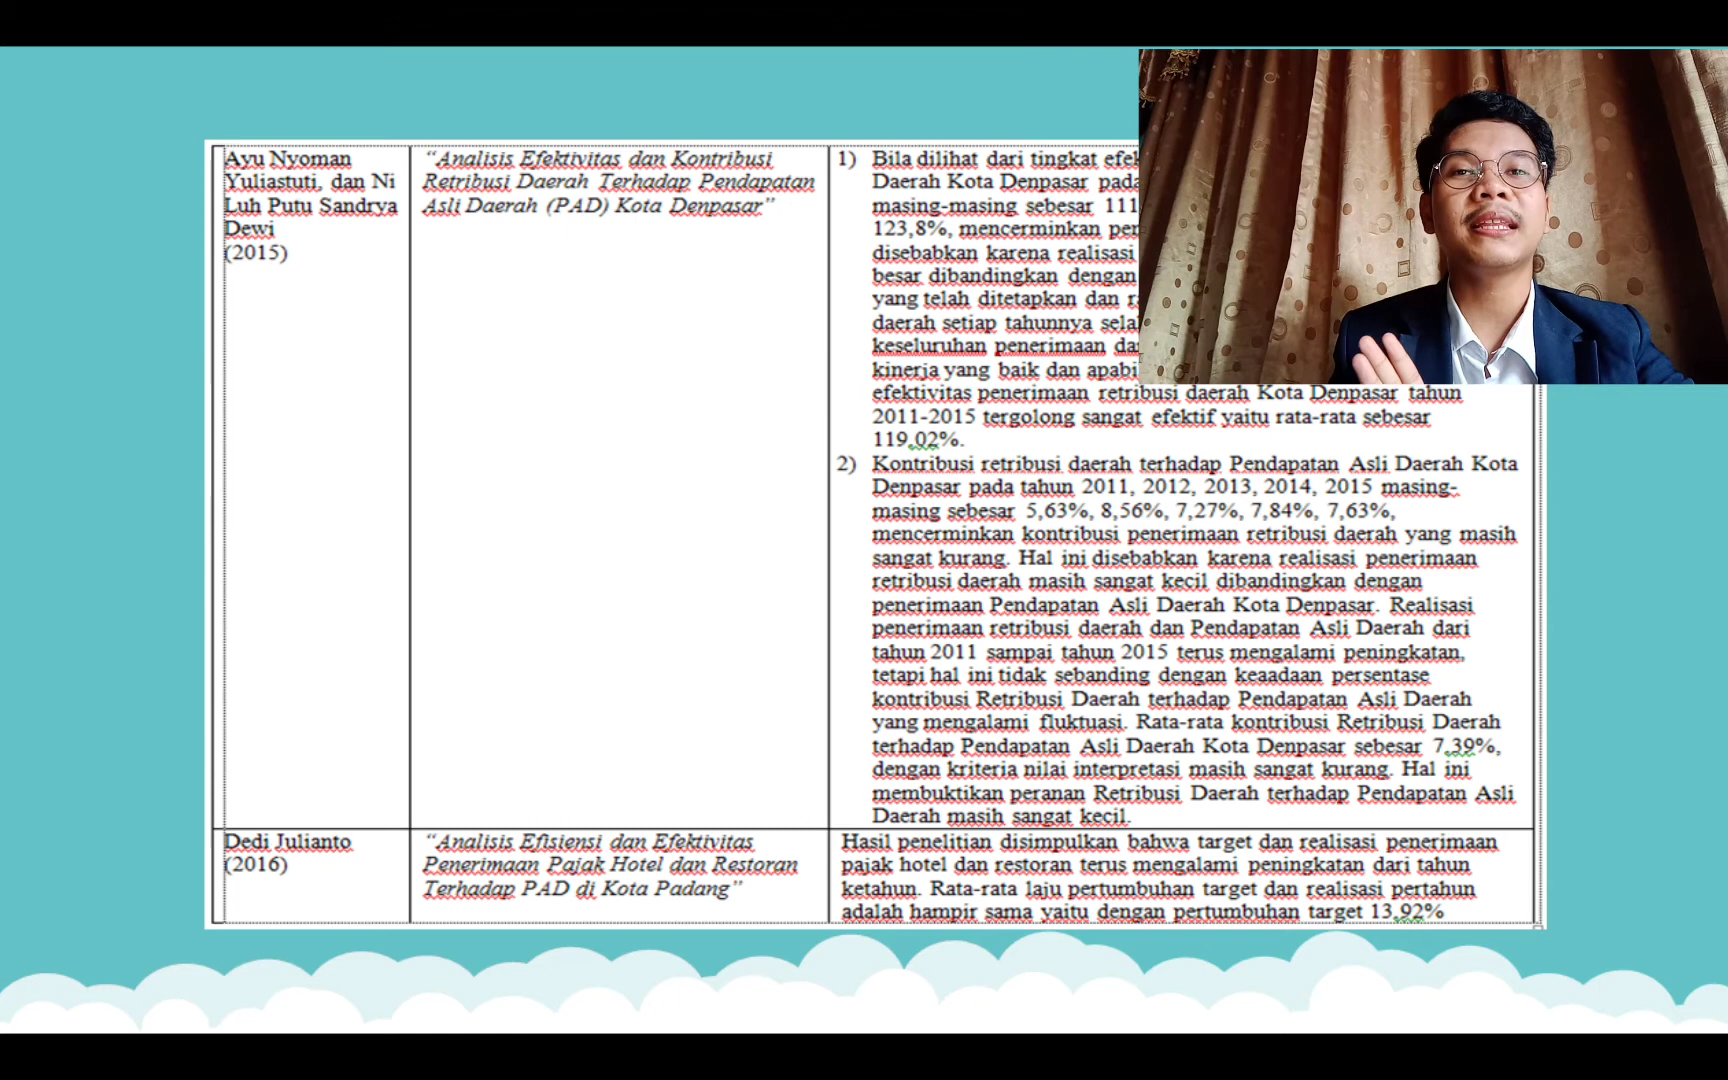 Ayu Nyoman
Yuliastuti, dan Ni
Luh Putu Sandrya
Dewi
(2015)
“Analisis Efektivitas dan Kontribusi
Retribusi Daerah Terhadap Pendapatan
Asli Daerah (PAD) Kota Denpasar”
1) Bila dilihat dari tingkat
Daerah Kota Denpasar pada
masing-masing sebesar 111
123,8%, mencerminkan
disebabkan karena realisasi
besar dibandingkan dengan
yang telah ditetapkan dan
daerah setiap tahunnya
keseluruhan penerimaan
kinerja yang baik dan
efektivitas penerimaan retribusi daerah Kota Denpasar tahun
2011-2015 tergolong sangat efektif yaitu rata-rata sebesar
119,02%.
2) Kontribusi retribusi daerah terhadap Pendapatan Asli Daerah Kota
Denpasar pada tahun 2011, 2012, 2013, 2014, 2015 masing-
masing sebesar 5,63%, 8,56%, 7,27%, 7,84%, 7,63%,
mencerminkan kontribusi penerimaan retribusi daerah yang masih
sangat kurang. Hal ini disebabkan karena realisasi penerimaan
retribusi daerah masih sangat kecil dibandingkan dengan
penerimaan Pendapatan Asli Daerah Kota Denpasar. Realisasi
penerimaan retribusi daerah dan Pendapatan Asli Daerah dari
tahun 2011 sampai tahun 2015 terus mengalami peningkatan,
tetapi hal ini tidak sebanding dengan keaadaan persentase
kontribusi Retribusi Daerah terhadap Pendapatan Asli Daerah
yang mengalami fluktuasi. Rata-rata kontribusi Retribusi Daerah
terhadap Pendapatan Asli Daerah Kota Denpasar sebesar 7,39%,
dengan kriteria nilai interpretasi masih sangat kurang. Hal ini
membuktikan peranan Retribusi Daerah terhadap Pendapatan Asli
Daerah masih sangat kecil.
Dedi Julianto
(2016)
“Analisis Efisiensi dan Efektivitas
Penerimaan Pajak Hotel dan Restoran
Terhadap PAD di Kota Padang”
Hasil penelitian disimpulkan bahwa target dan realisasi penerimaan
pajak hotel dan restoran terus mengalami peningkatan dari tahun
ketahun. Rata-rata laju pertumbuhan target dan realisasi pertahun
adalah hampir sama yaitu dengan pertumbuhan target 13,92%